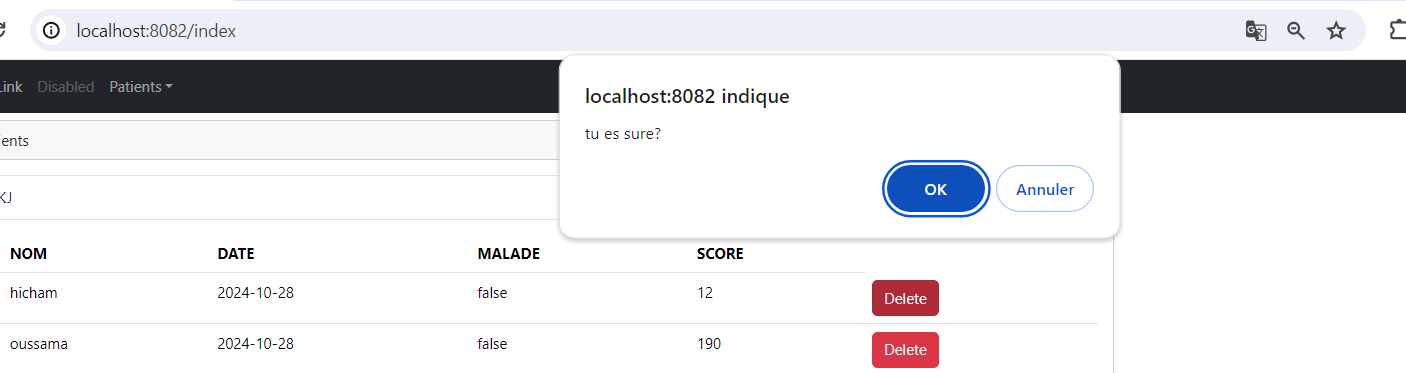 localhost:8082/index
Link Disabled Patients
localhost:8082 indique
tu es sure?
OK Annuler
ents
KJ
NOM DATE MALADE SCORE
hicham 2024-10-28 false 12 Delete
oussama 2024-10-28 false 190 Delete